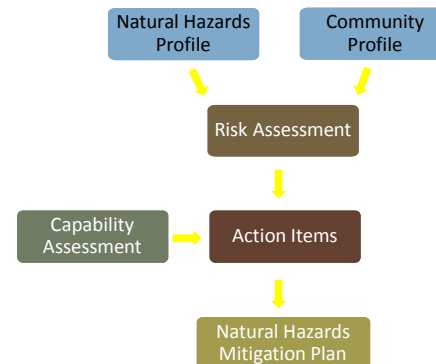 Natural Hazards
Profile
Community
Profile
Risk Assessment
Capability
Assessment
Action Items
Natural Hazards
Mitigation Plan